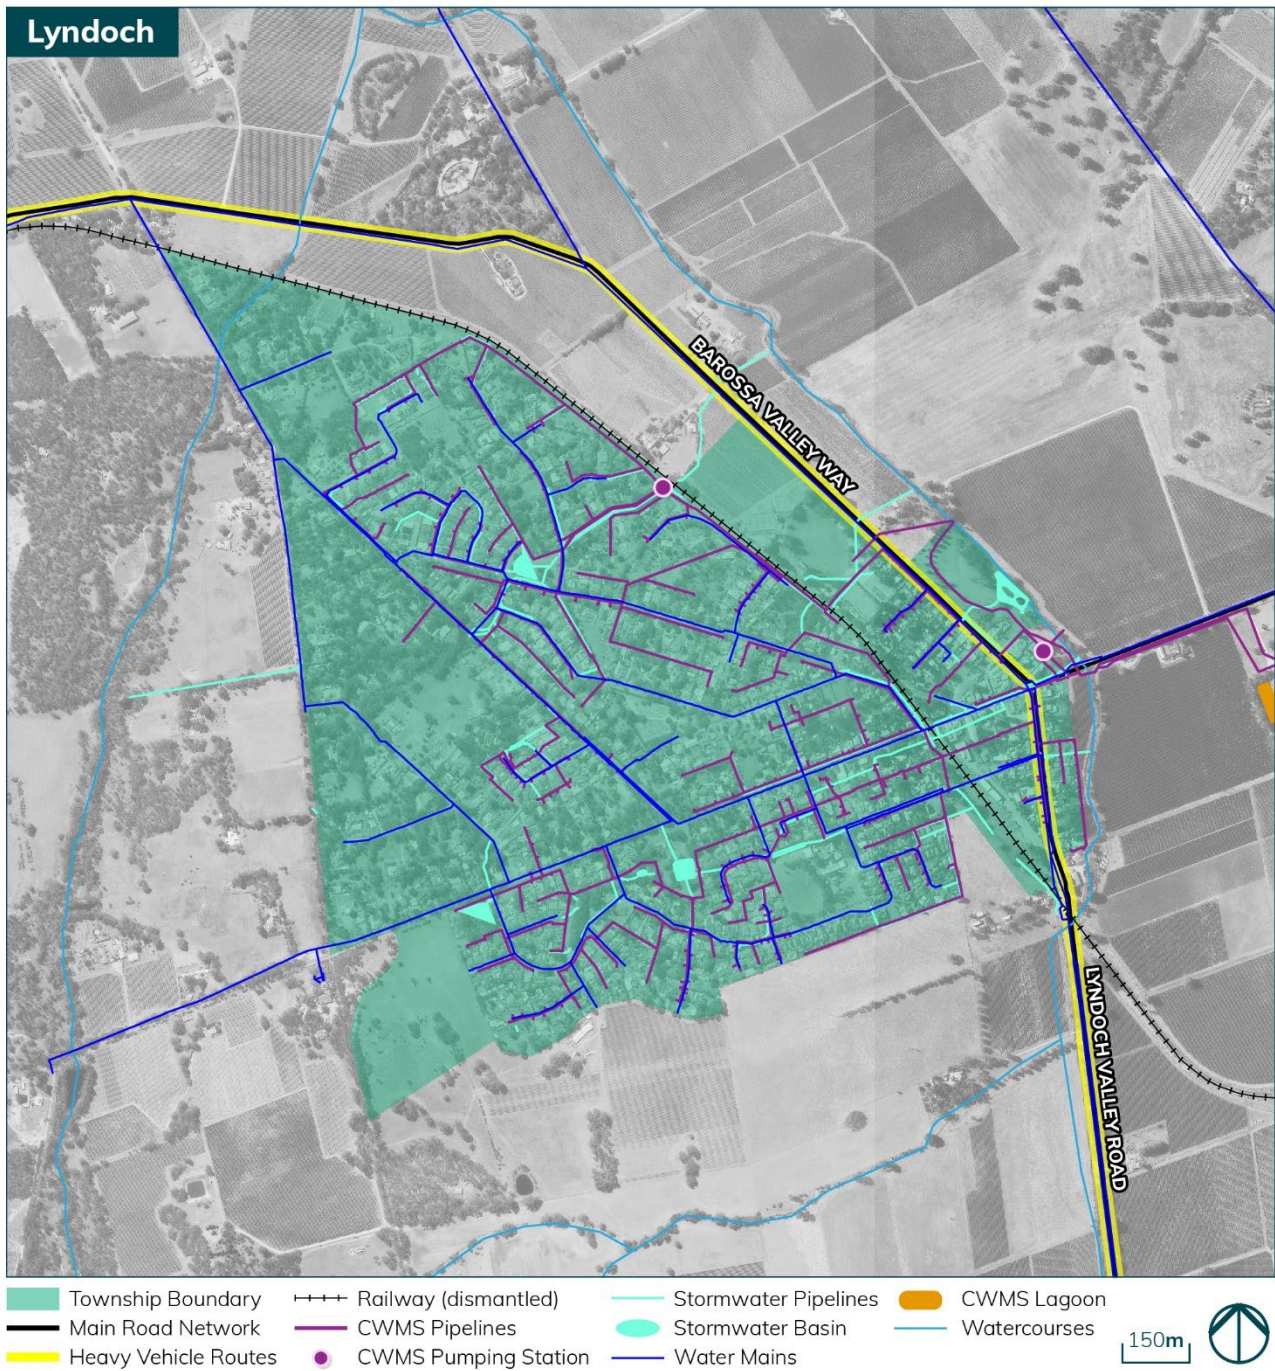 Lyndoch
BAROSSA VALLEY WAY
LYNDOCH VALLEY ROAD
Township Boundary
Main Road Network
Heavy Vehicle Routes
Railway (dismantled)
CWMS Pipelines
CWMS Pumping Station
Stormwater Pipelines
Stormwater Basin
Water Mains
CWMS Lagoon
Watercourses
150m